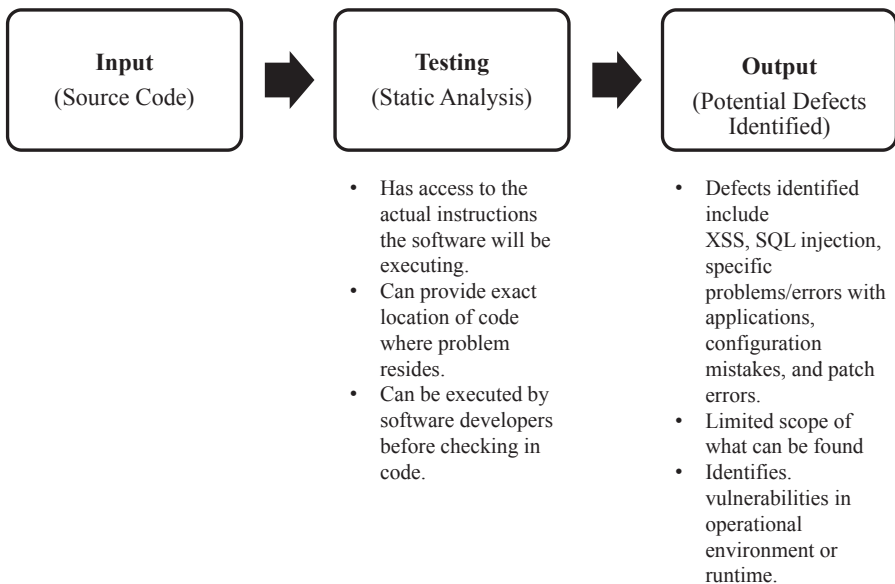 Input
(Source Code)
Testing
(Static Analysis)
Output
(Potential Defects
Identified)
• Has access to the
actual instructions
the software will be
executing.
• Can provide exact
location of code
where problem
resides.
• Can be executed by
software developers
before checking in
code.
• Defects identified
include
XSS, SQL injection,
specific
problems/errors with
applications,
configuration
mistakes, and patch
errors.
• Limited scope of
what can be found
• Identifies.
vulnerabilities in
operational
environment or
runtime.